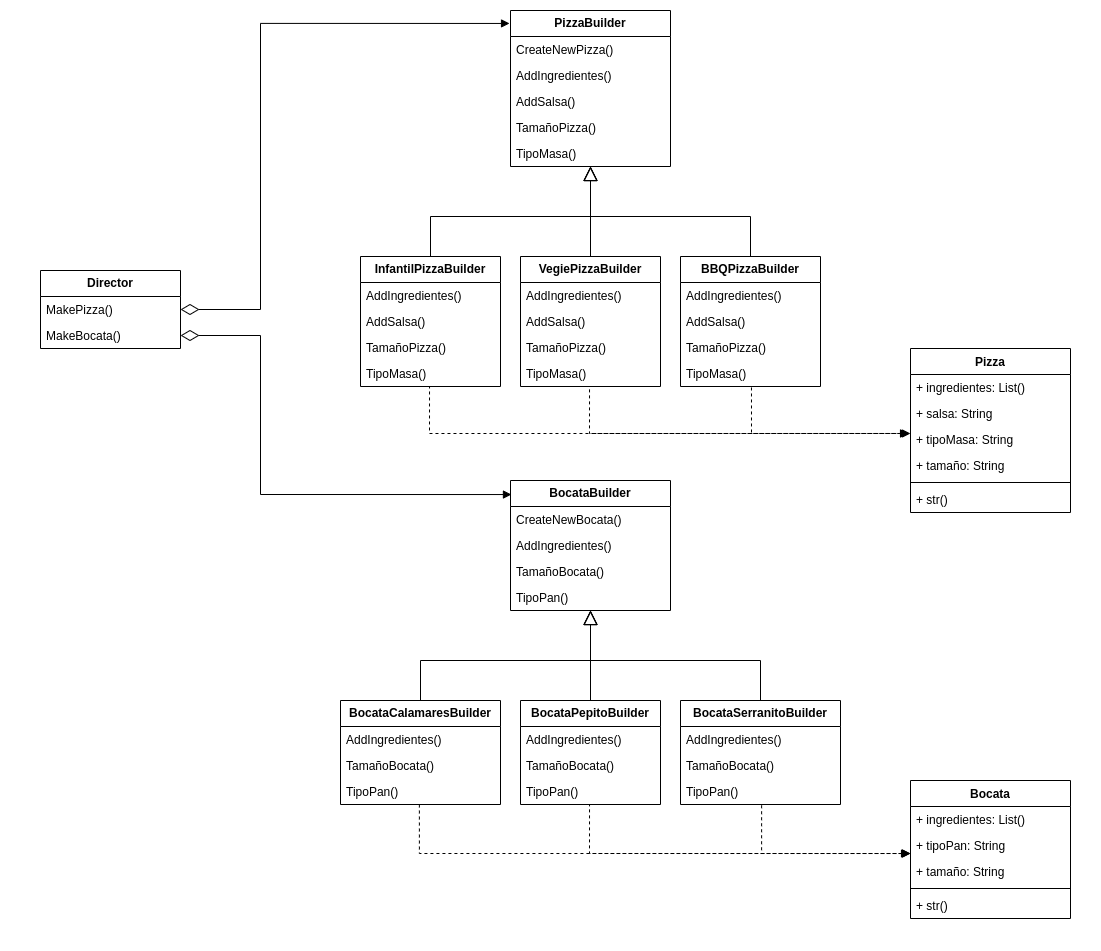 PizzaBuilder
CreateNewPizza()
AddIngredientes()
AddSalsa()
TamañoPizza()
TipoMasa()
Director
MakePizza()
MakeBocata()
InfantilPizzaBuilder
AddIngredientes()
AddSalsa()
TamañoPizza()
TipoMasa()
VegiePizzaBuilder
AddIngredientes()
AddSalsa()
TamañoPizza()
TipoMasa()
BBQPizzaBuilder
AddIngredientes()
AddSalsa()
TamañoPizza()
TipoMasa()
Pizza
+ ingredientes: List()
+ salsa: String
+ tipoMasa: String
+ tamaño: String
+ str()
BocataBuilder
CreateNewBocata()
AddIngredientes()
TamañoBocata()
TipoPan()
BocataCalamaresBuilder
AddIngredientes()
TamañoBocata()
TipoPan()
BocataPepitoBuilder
AddIngredientes()
TamañoBocata()
TipoPan()
BocataSerranitoBuilder
AddIngredientes()
TamañoBocata()
TipoPan()
Bocata
+ ingredientes: List()
+ tipoPan: String
+ tamaño: String
+ str()